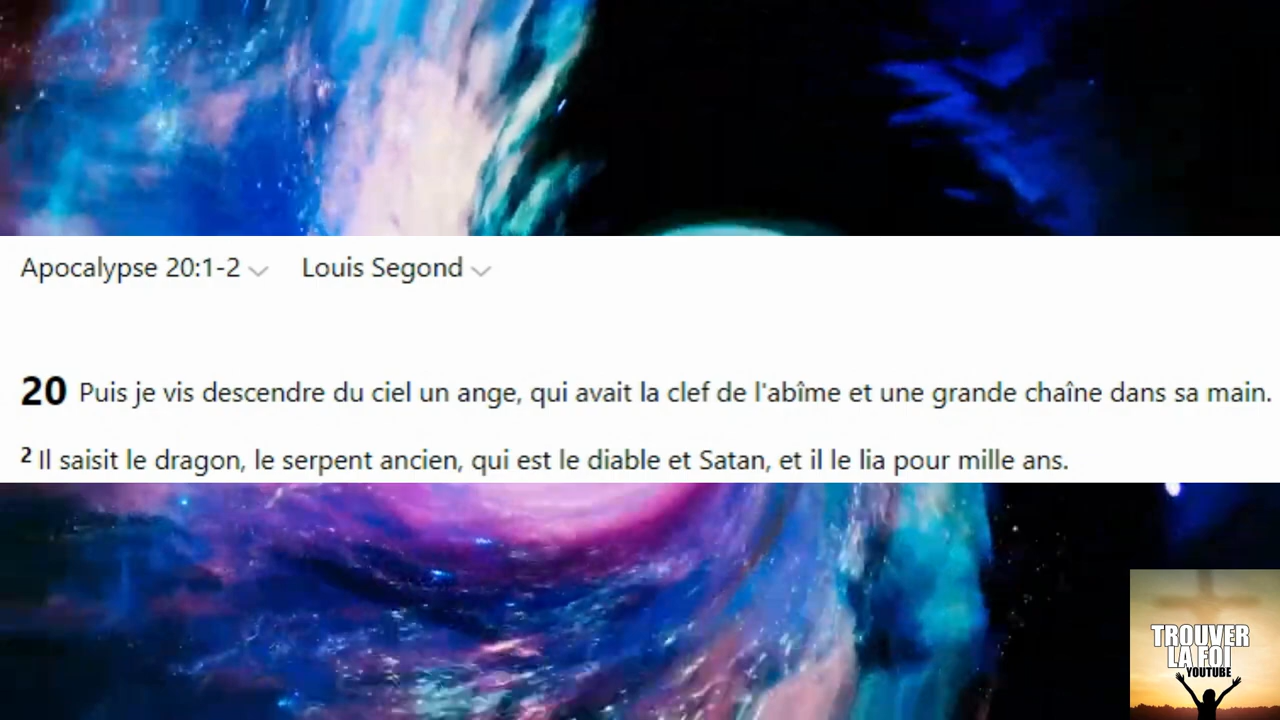 Apocalypse 20:1-2 Louis Segond
20 Puis je vis descendre du ciel un ange, qui avait la clef de l'abîme et une grande chaîne dans sa main.
2 Il saisit le dragon, le serpent ancien, qui est le diable et Satan, et il le lia pour mille ans.
TROUVER
LA FOI
YOUTUBE